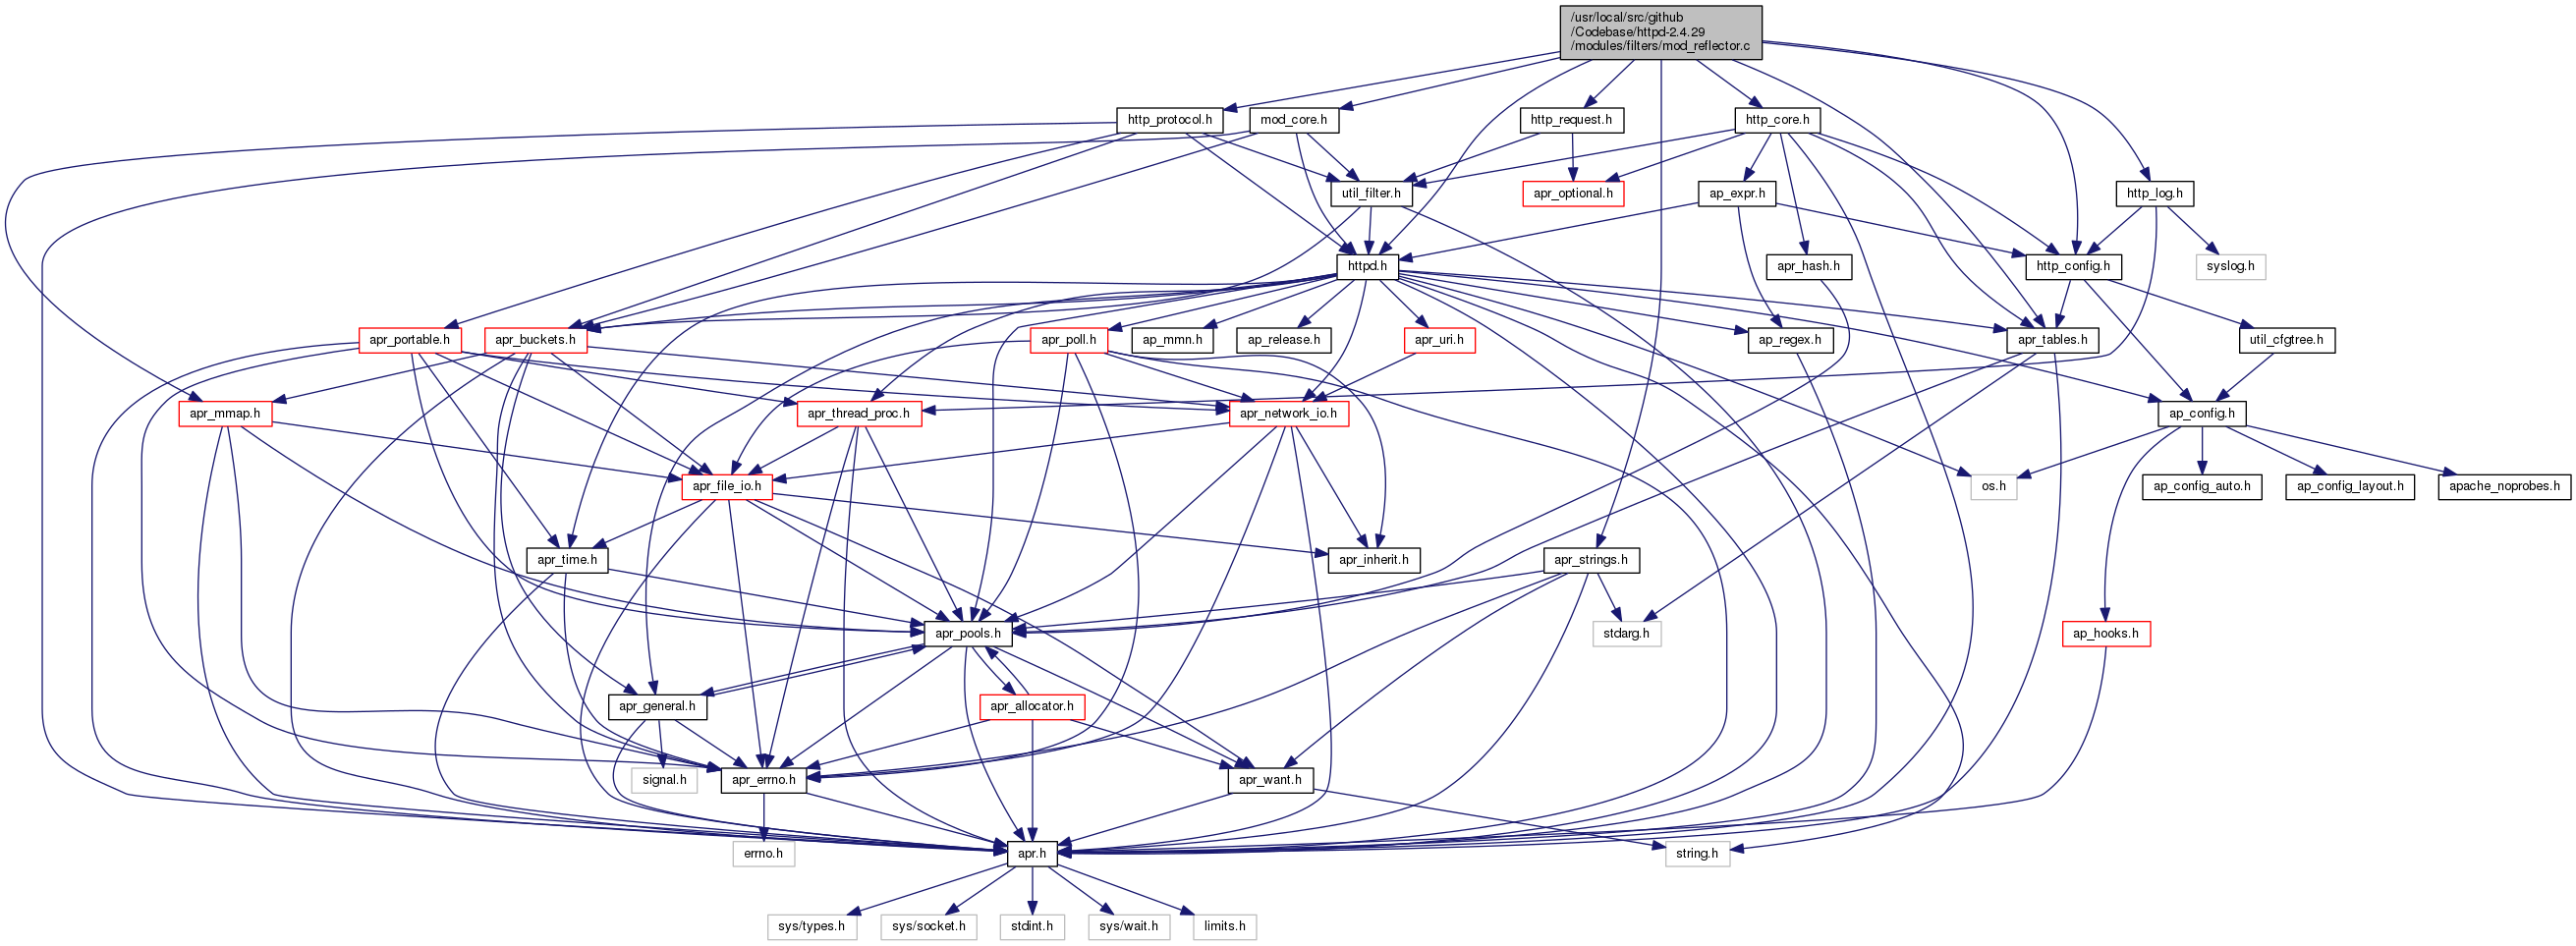 /usr/local/src/github
/Codebase/httpd-2.4.29
/modules/filters/mod_reflector.c
http_protocol.h
mod_core.h
http_request.h
http_core.h
util_filter.h
apr_optional.h
ap_expr.h
http_log.h
httpd.h
apr_hash.h
http_config.h
syslog.h
apr_portable.h
apr_buckets.h
apr_poll.h
ap_mmn.h
ap_release.h
apr_uri.h
ap_regex.h
apr_tables.h
util_cfgtree.h
apr_mmap.h
apr_thread_proc.h
apr_network_io.h
ap_config.h
apr_file_io.h
os.h
ap_config_auto.h
ap_config_layout.h
apache_noprobes.h
apr_time.h
apr_inherit.h
apr_strings.h
apr_pools.h
stdarg.h
ap_hooks.h
apr_general.h
apr_allocator.h
signal.h
apr_errno.h
apr_want.h
errno.h
apr.h
string.h
sys/types.h
sys/socket.h
stdint.h
sys/wait.h
limits.h